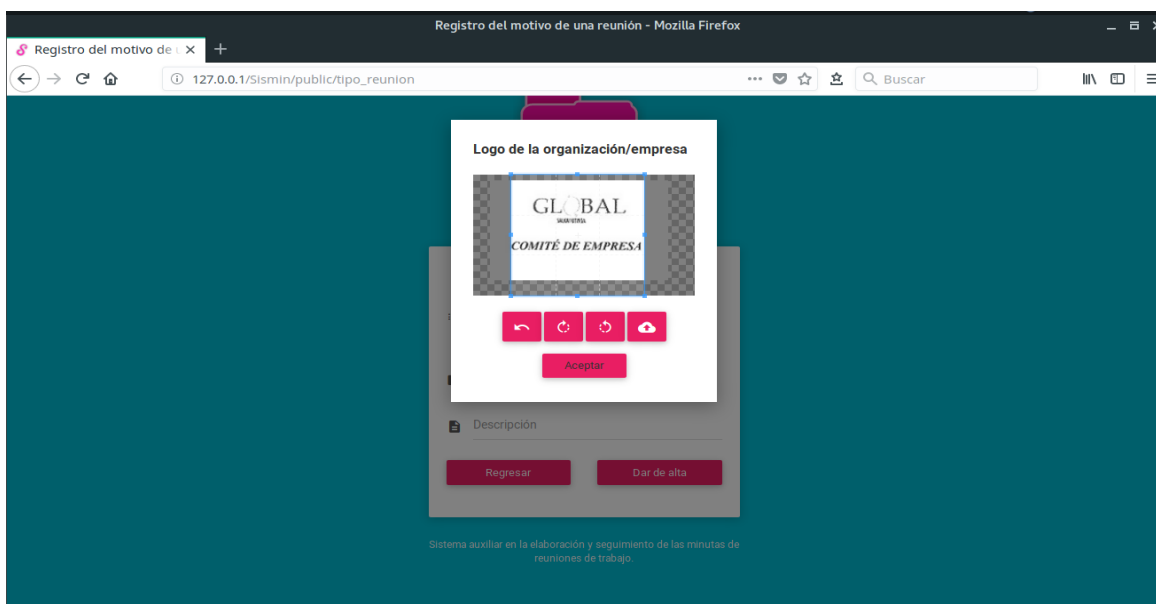 Registro del motivo de una reunión - Mozilla Firefox
Registro del motivo de
127.0.0.1/Sismin/public/tipo_reunion
Buscar
Logo de la organización/empresa
GLOBAL
COMITÉ DE EMPRESA
Aceptar
Descripción
Regresar
Dar de alta
Sistema auxiliar en la elaboración y seguimiento de las minutas de
reuniones de trabajo.